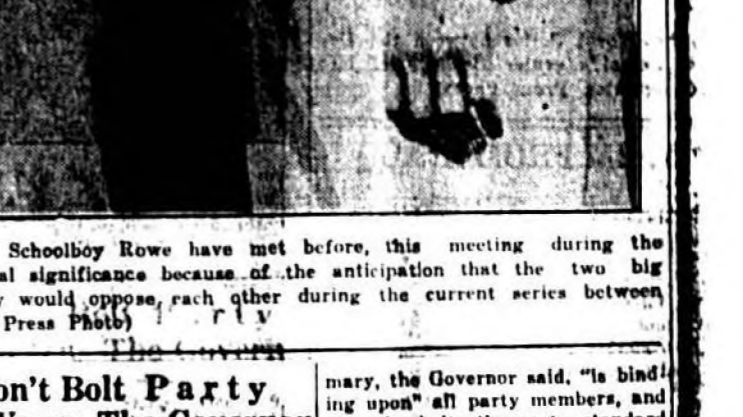 Schoolboy Rowe have met before, this meeting during the
al significance because of the anticipation that the two big
would oppose each other during the current series between
Press Photo)
on't Bolt Party
mary, the Governor said, "is bind-
ing upon" all party members, and